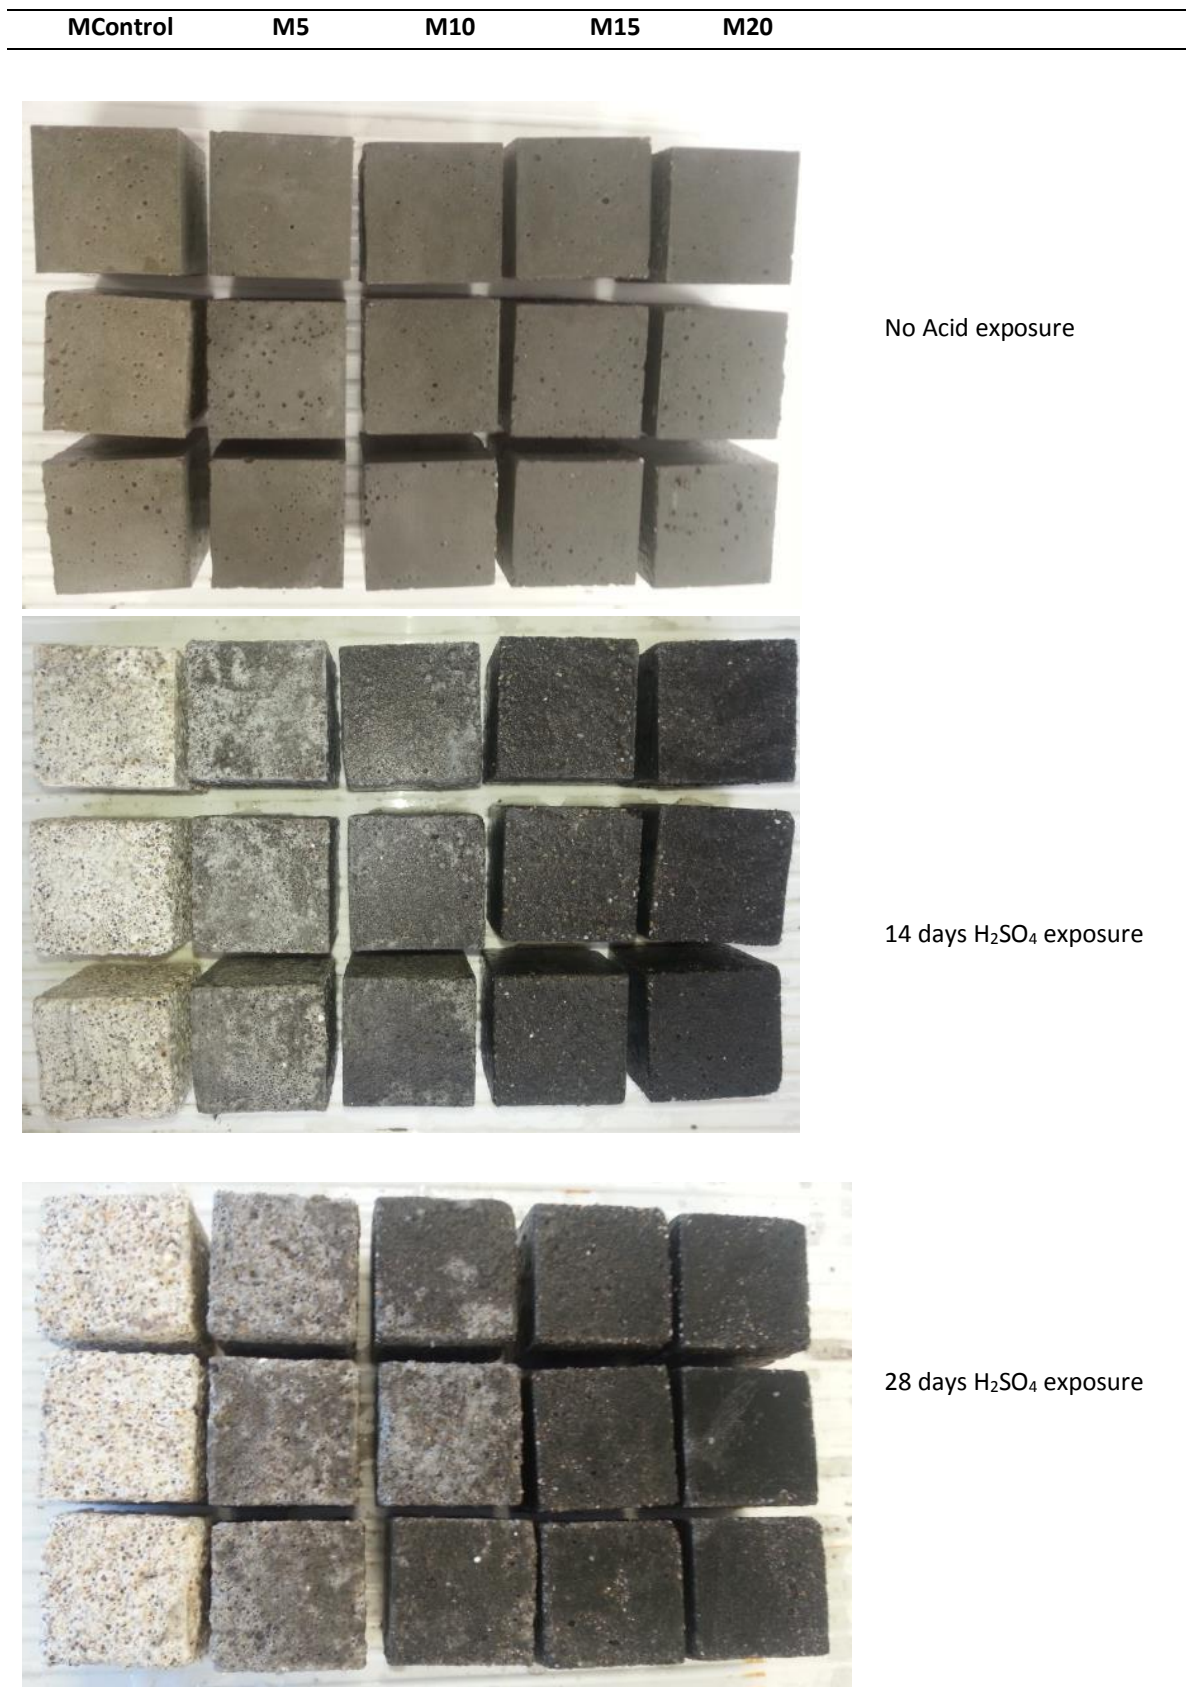 MControl M5 M10 M15 M20
No Acid exposure
14 days H₂SO₄ exposure
28 days H₂SO₄ exposure